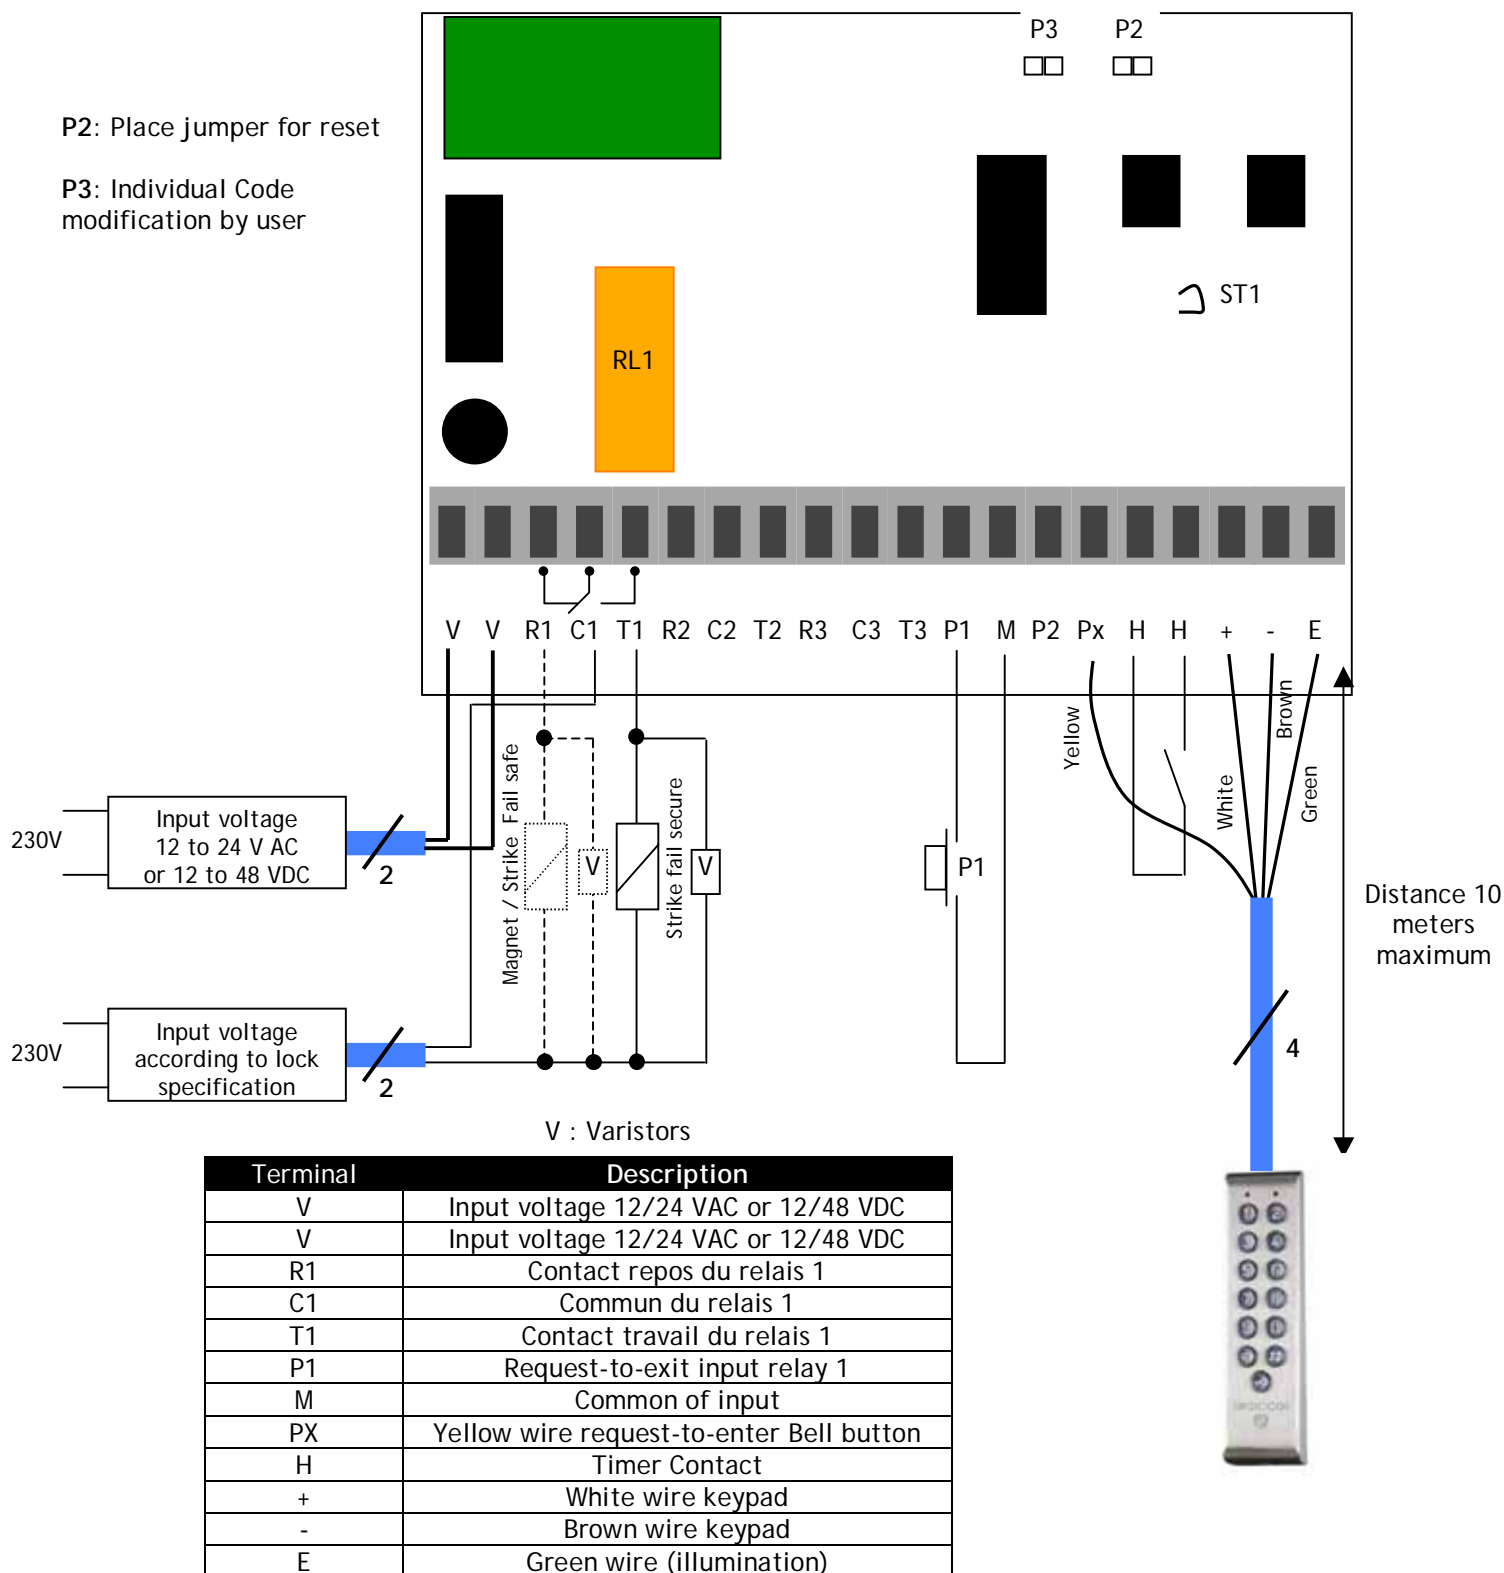 P3 P2
P2: Place jumper for reset
P3: Individual Code
modification by user
ST1
RL1
V V R1 C1 T1 R2 C2 T2 R3 C3 T3 P1 M P2 Px H H + - E
Yellow
White
Brown
Green
Magnet / Strike Fail safe
V
Strike fail secure
V
P1
230V
Input voltage
12 to 24 V AC
or 12 to 48 VDC
2
Distance 10
meters
maximum
230V
Input voltage
according to lock
specification
2
4
V : Varistors
Terminal Description
V Input voltage 12/24 VAC or 12/48 VDC
V Input voltage 12/24 VAC or 12/48 VDC
R1 Contact repos du relais 1
C1 Commun du relais 1
T1 Contact travail du relais 1
P1 Request-to-exit input relay 1
M Common of input
PX Yellow wire request-to-enter Bell button
H Timer Contact
+ White wire keypad
- Brown wire keypad
E Green wire (illumination)